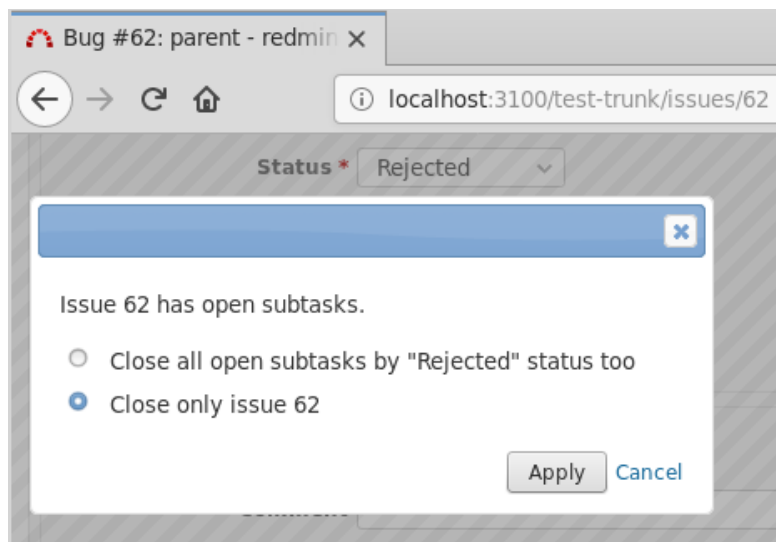 Bug #62: parent - redmin
localhost:3100/test-trunk/issues/62
Status * Rejected
Issue 62 has open subtasks.
Close all open subtasks by "Rejected" status too
Close only issue 62
Apply Cancel